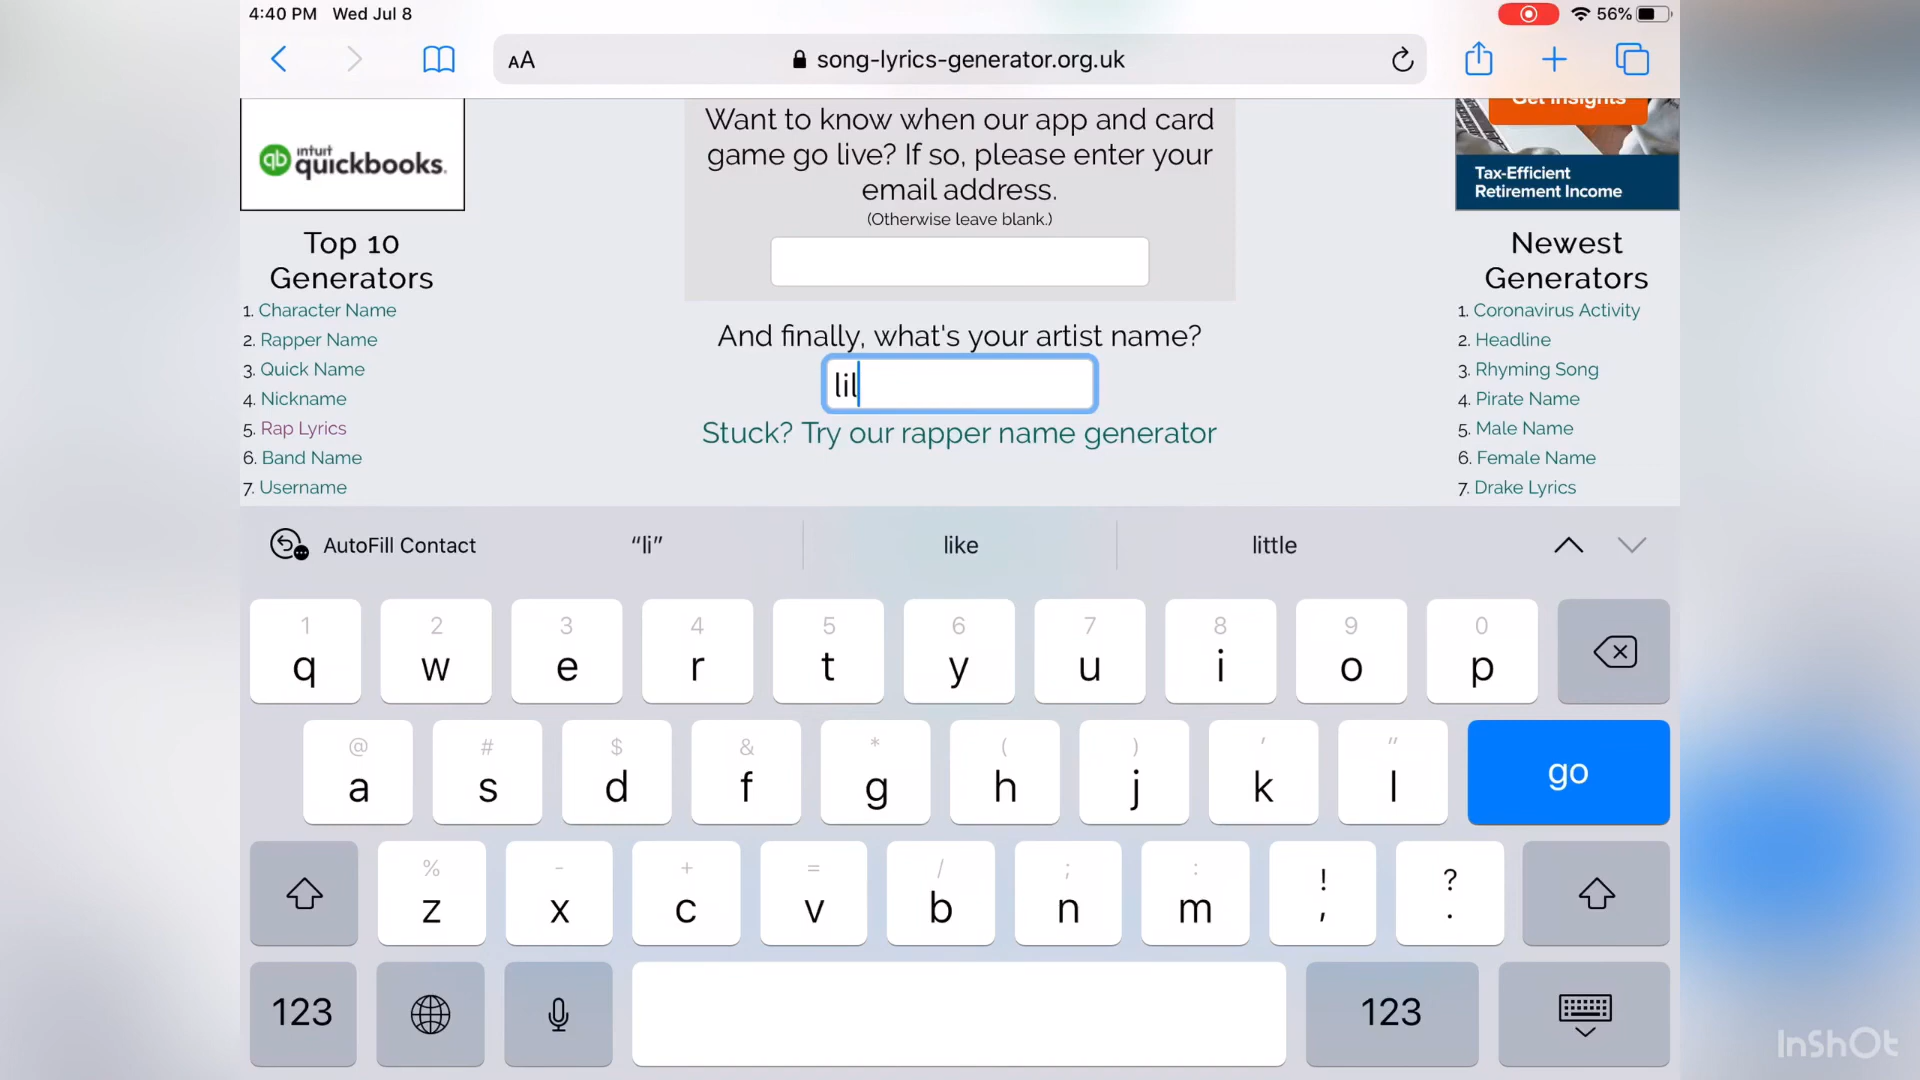 4:40 PM Wed Jul 8
56%
AA
song-lyrics-generator.org.uk
intuit
quickbooks.
Top 10
Generators
1. Character Name
2. Rapper Name
3. Quick Name
4. Nickname
5. Rap Lyrics
6. Band Name
7. Username
Want to know when our app and card
game go live? If so, please enter your
email address.
(Otherwise leave blank.)
And finally, what's your artist name?
lil
Stuck? Try our rapper name generator
Get Insights
Tax-Efficient
Retirement Income
Newest
Generators
1. Coronavirus Activity
2. Headline
3. Rhyming Song
4. Pirate Name
5. Male Name
6. Female Name
7. Drake Lyrics
AutoFill Contact “li” like little
1 2 3 4 5 6 7 8 9 0
q w e r t y u i o p
@ # $ & * ( ) ' "
a s d f g h j k l go
% - + = / ; : ! ?
z x c v b n m , .
123 123
InShOt